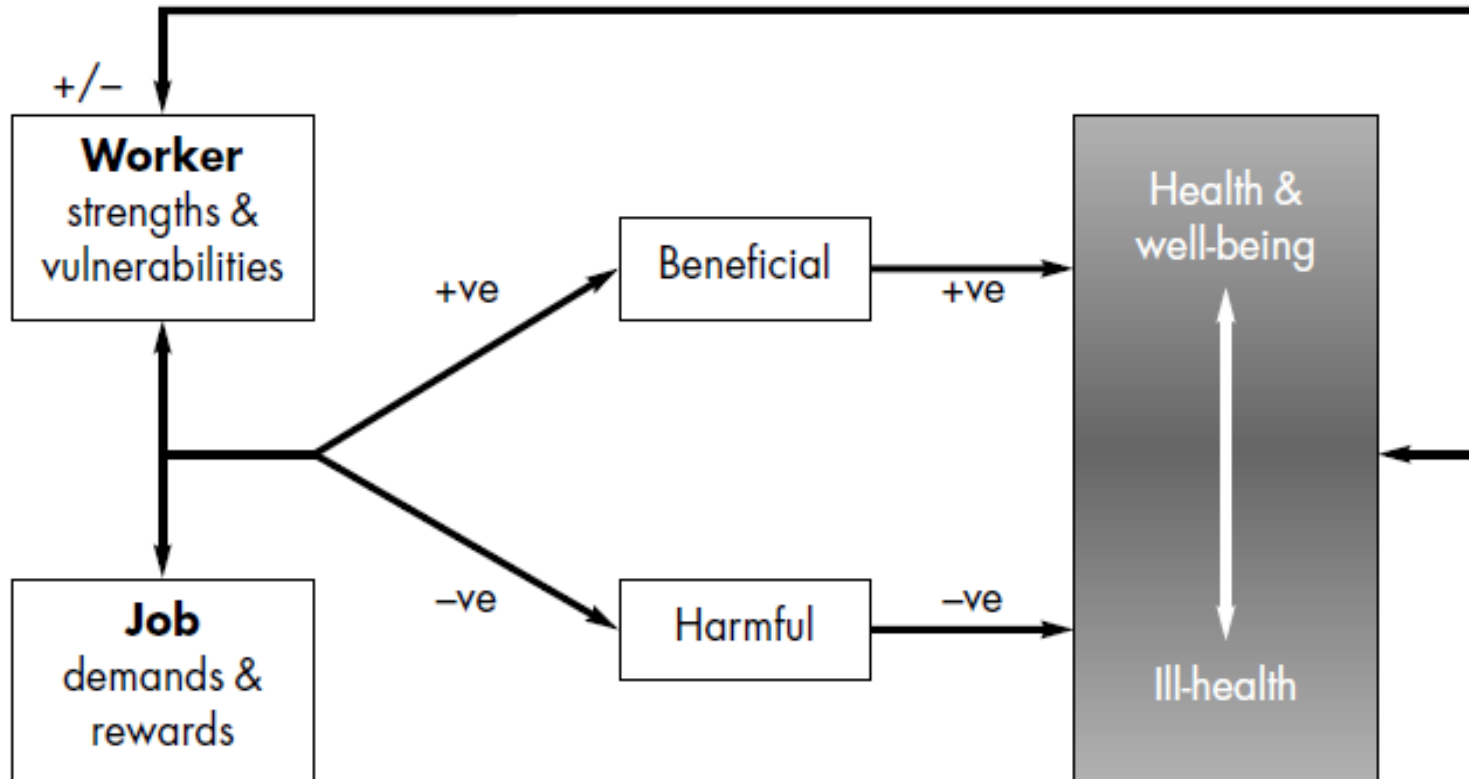 +/–
Worker
strengths &
vulnerabilities
Health &
well-being
Beneficial
+ve
+ve
–ve
–ve
Harmful
Job
demands &
rewards
Ill-health